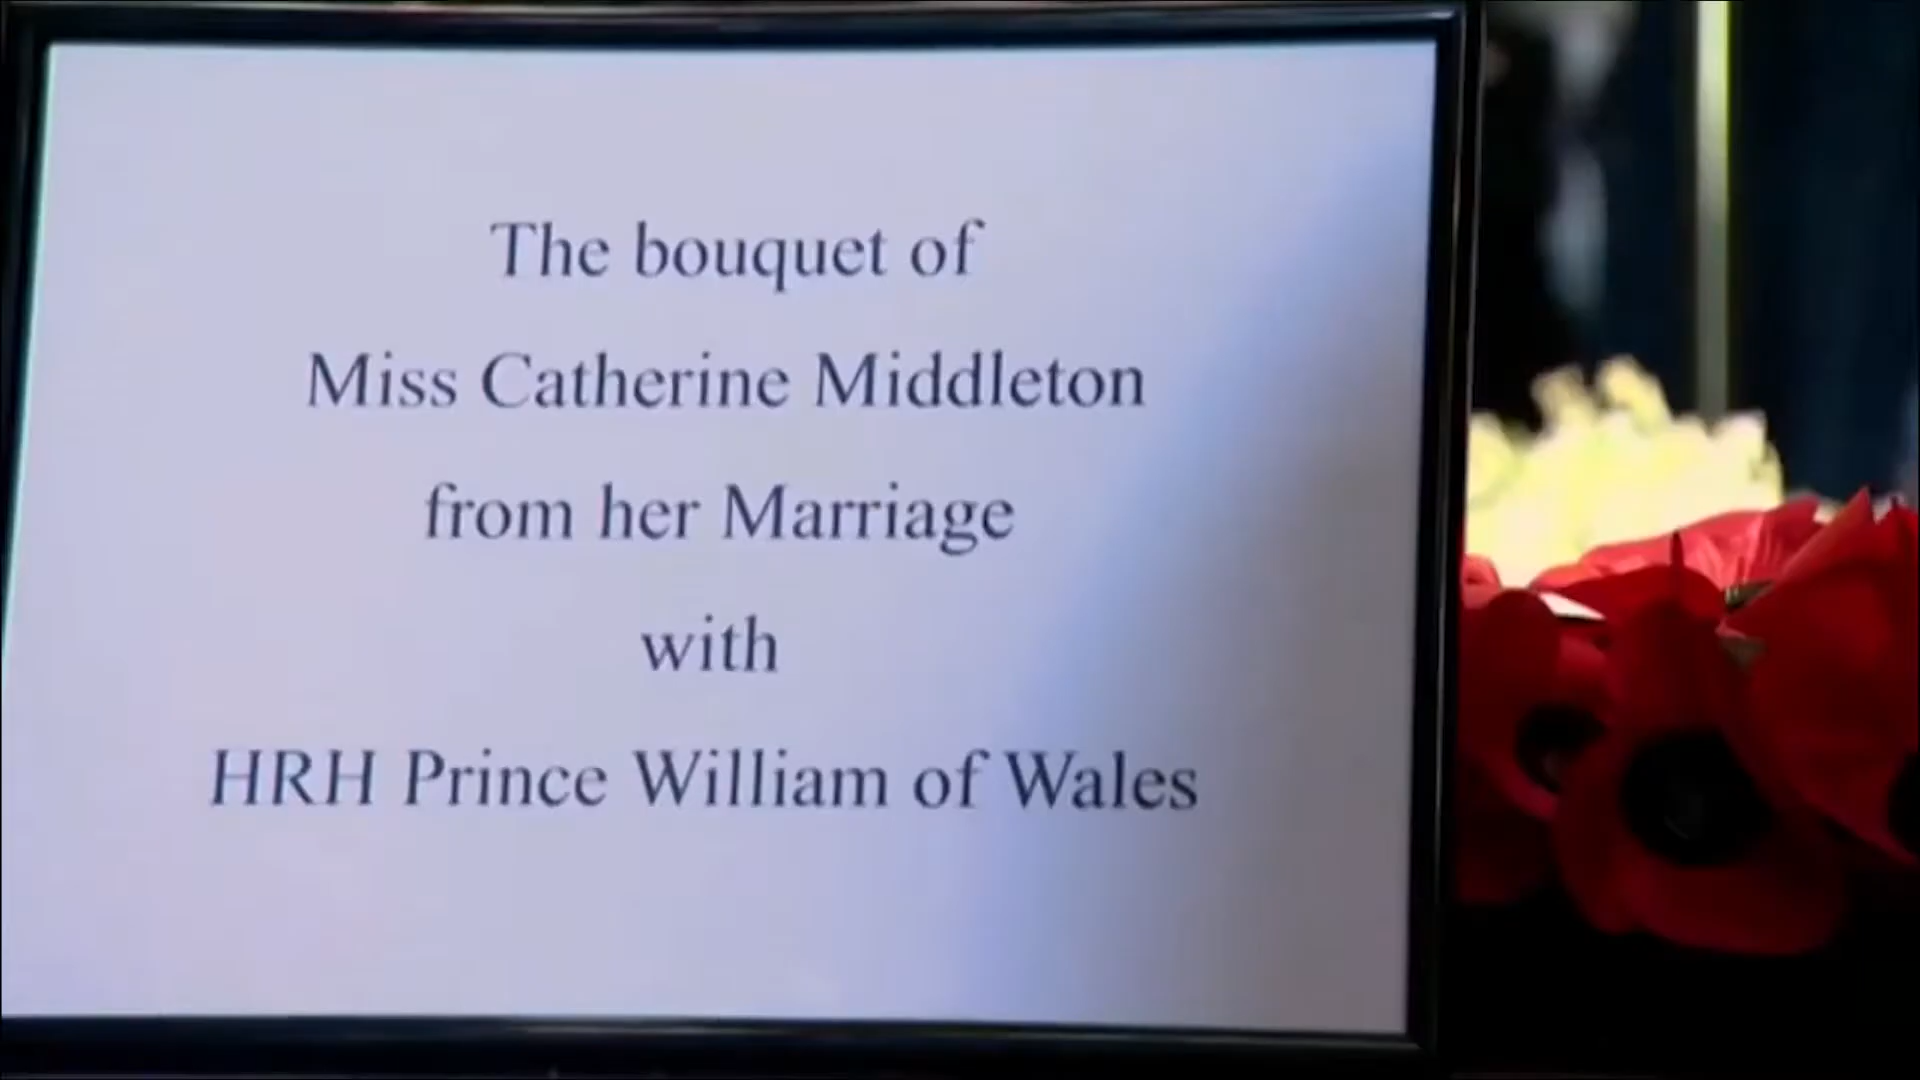 The bouquet of
Miss Catherine Middleton
from her Marriage
with
HRH Prince William of Wales